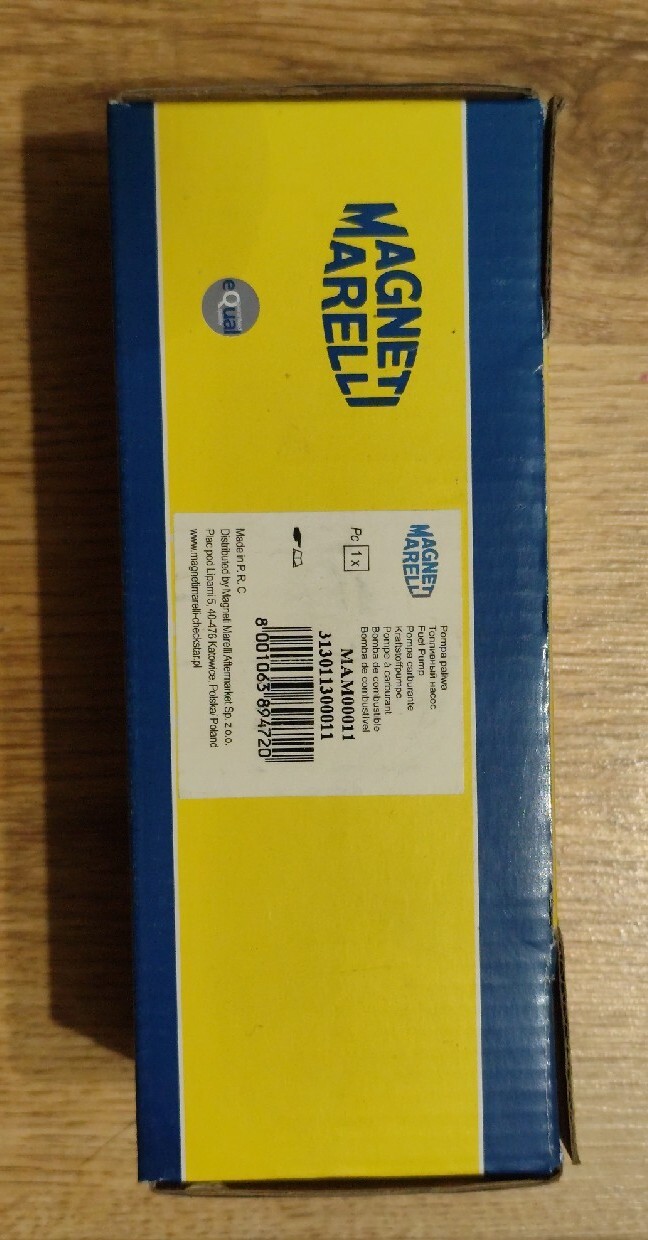 MAGNETI
MARELLI
eQual
MAGNETI
MARELLI
Pompa paliwa
Топливный насос
Fuel Pump
Pompa carburante
Kraftstoffpumpe
Pompe à carburant
Bomba de combustible
Bomba de combustível
Pc 1 x
MAM00011
313011300011
8 001063 894720
Made in P. R. C
Distributed by Magneti Marelli Aftermarket Sp. z o.o.
Plac pod Lipami 5, 40-476 Katowice, Polska/Poland
www.magnetimarelli-checkstar.pl